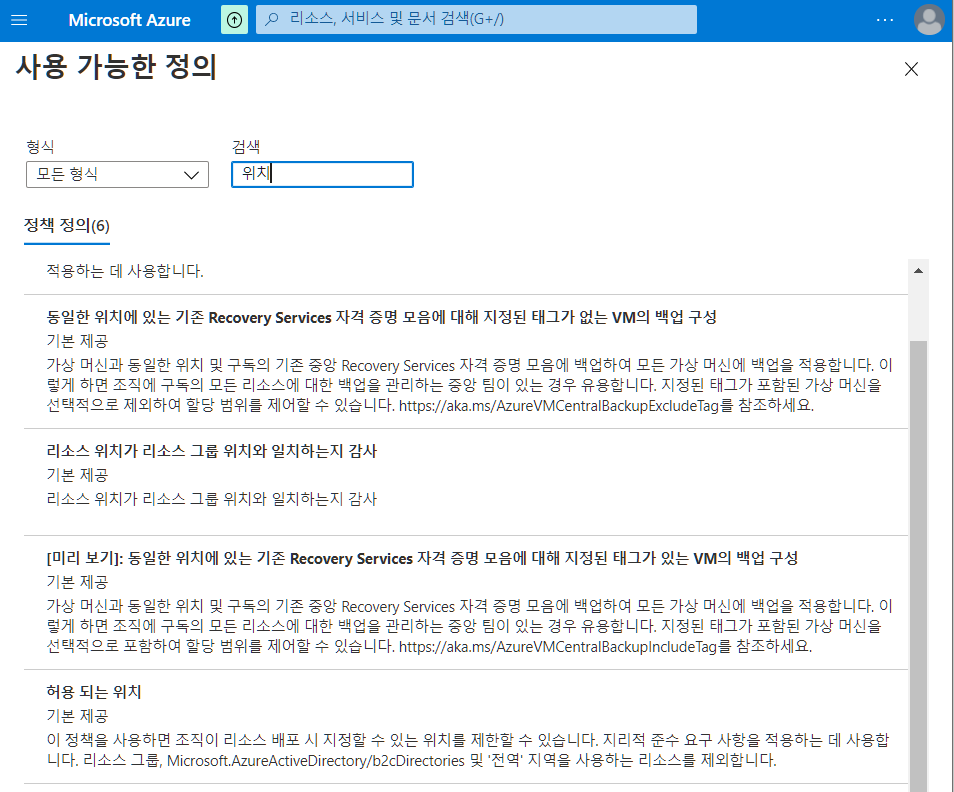 Microsoft Azure
리소스, 서비스 및 문서 검색(G+/)
사용 가능한 정의
형식
검색
모든 형식
위치
정책 정의(6)
적용하는 데 사용합니다.
동일한 위치에 있는 기존 Recovery Services 자격 증명 모음에 대해 지정된 태그가 없는 VM의 백업 구성
기본 제공
가상 머신과 동일한 위치 및 구독의 기존 중앙 Recovery Services 자격 증명 모음에 백업하여 모든 가상 머신에 백업을 적용합니다. 이
렇게 하면 조직에 구독의 모든 리소스에 대한 백업을 관리하는 중앙 팀이 있는 경우 유용합니다. 지정된 태그가 포함된 가상 머신을
선택적으로 제외하여 할당 범위를 제어할 수 있습니다. https://aka.ms/AzureVMCentralBackupExcludeTag를 참조하세요.
리소스 위치가 리소스 그룹 위치와 일치하는지 감사
기본 제공
리소스 위치가 리소스 그룹 위치와 일치하는지 감사
[미리 보기]: 동일한 위치에 있는 기존 Recovery Services 자격 증명 모음에 대해 지정된 태그가 있는 VM의 백업 구성
기본 제공
가상 머신과 동일한 위치 및 구독의 기존 중앙 Recovery Services 자격 증명 모음에 백업하여 모든 가상 머신에 백업을 적용합니다. 이
렇게 하면 조직에 구독의 모든 리소스에 대한 백업을 관리하는 중앙 팀이 있는 경우 유용합니다. 지정된 태그가 포함된 가상 머신을
선택적으로 포함하여 할당 범위를 제어할 수 있습니다. https://aka.ms/AzureVMCentralBackupIncludeTag를 참조하세요.
허용 되는 위치
기본 제공
이 정책을 사용하면 조직이 리소스 배포 시 지정할 수 있는 위치를 제한할 수 있습니다. 지리적 준수 요구 사항을 적용하는 데 사용합
니다. 리소스 그룹, Microsoft.AzureActiveDirectory/b2cDirectories 및 '전역' 지역을 사용하는 리소스를 제외합니다.